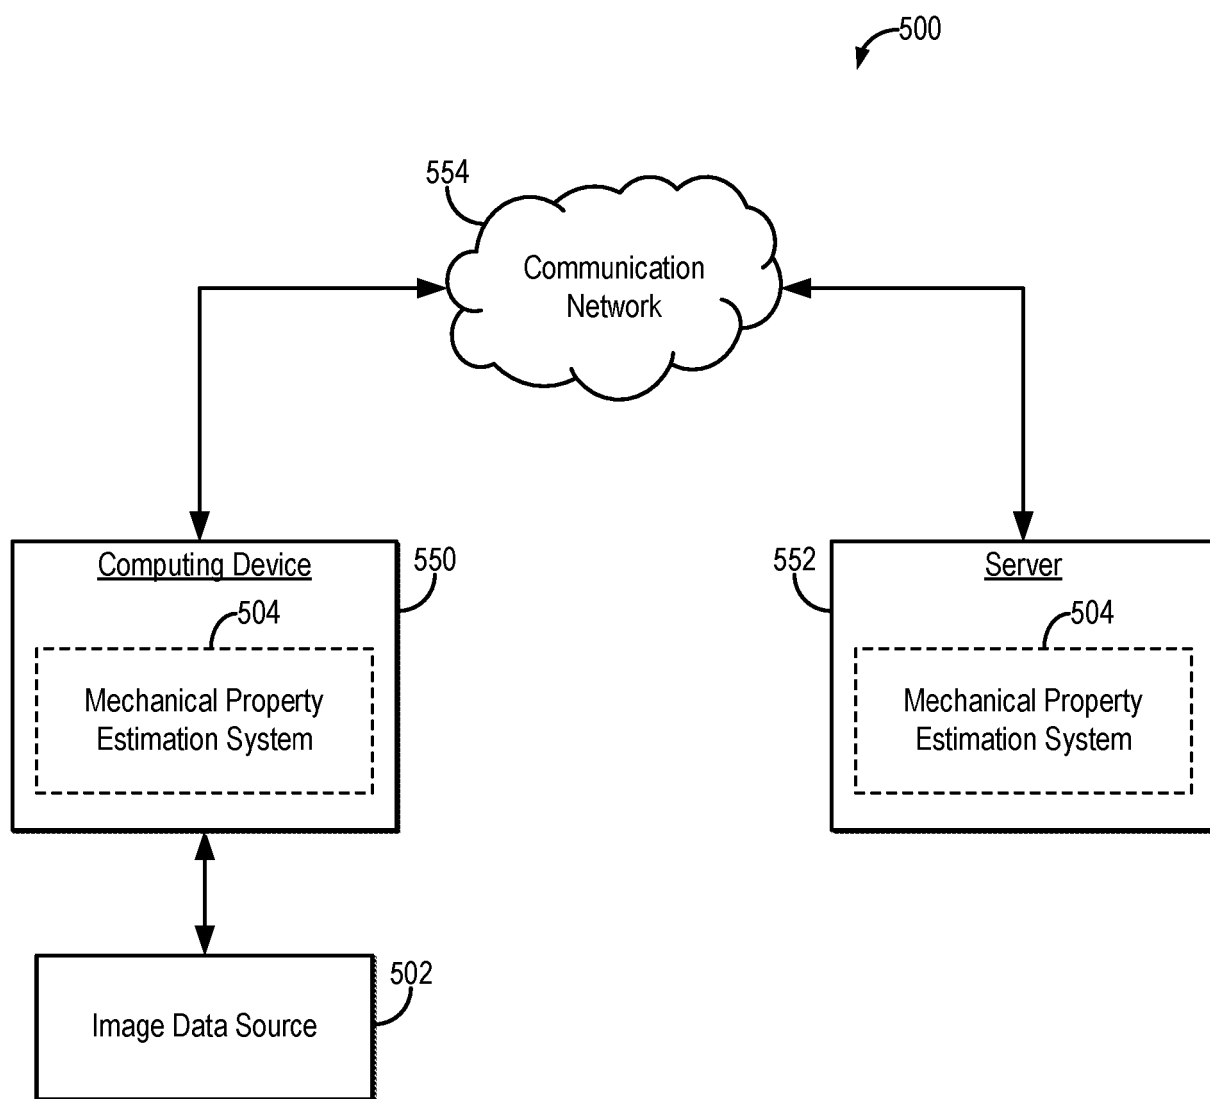 500
554
Communication
Network
Computing Device
550
504
Mechanical Property
Estimation System
552
Server
504
Mechanical Property
Estimation System
502
Image Data Source